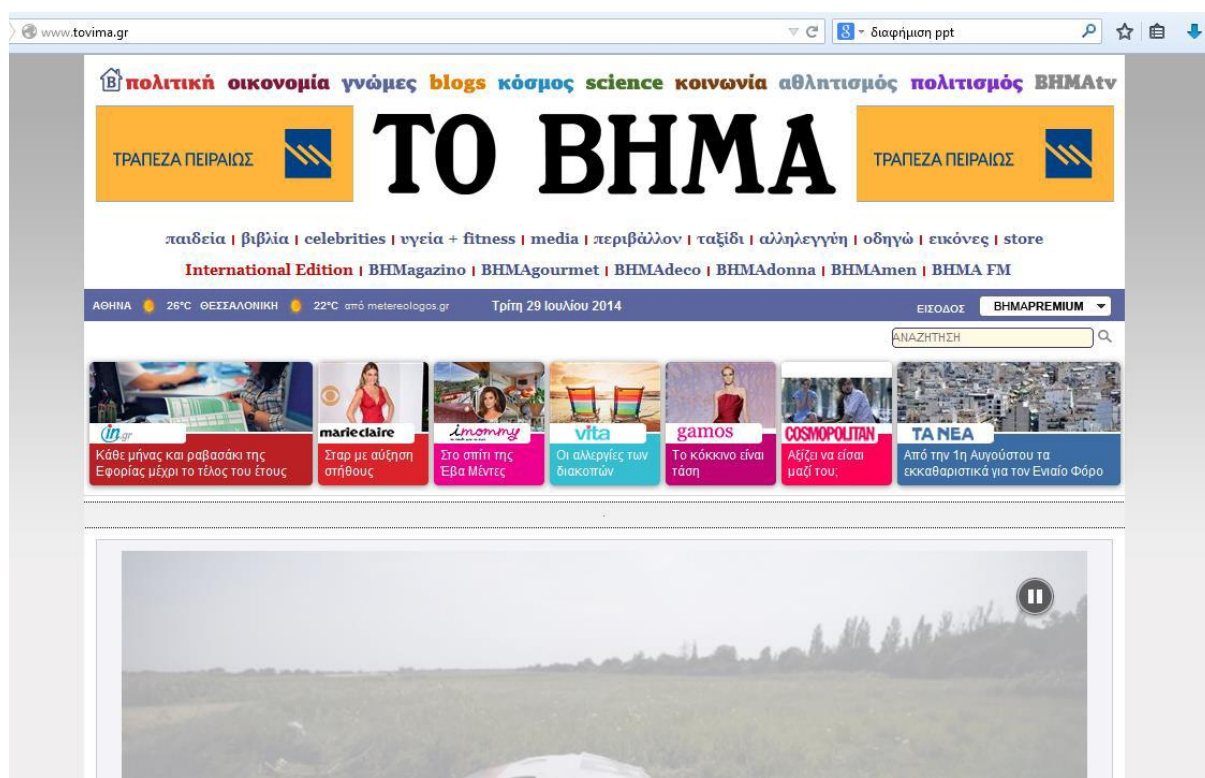 www.tovima.gr
διαφήμιση ppt
πολιτική οικονομία γνώμες blogs κόσμος science κοινωνία αθλητισμός πολιτισμός BHMAtv
ΤΡΑΠΕΖΑ ΠΕΙΡΑΙΩΣ
ΤΟ ΒΗΜΑ
ΤΡΑΠΕΖΑ ΠΕΙΡΑΙΩΣ
παιδεία | βιβλία | celebrities | υγεία + fitness | media | περιβάλλον | ταξίδι | αλληλεγγύη | οδηγώ | εικόνες | store
International Edition | BHMAgazino | BHMAgourmet | BHMAdeco | BHMAdonna | BHMAmen | BHMA FM
ΑΘΗΝΑ 26°C ΘΕΣΣΑΛΟΝΙΚΗ 22°C από metereologos.gr Τρίτη 29 Ιουλίου 2014 ΕΙΣΟΔΟΣ ΒΗΜΑPREMIUM
ΑΝΑΖΗΤΗΣΗ
in.gr
Κάθε μήνας και ραβασάκι της
Εφορίας μέχρι το τέλος του έτους
marie claire
Σταρ με αύξηση
στήθους
imommy
Στο σπίτι της
Έβα Μέντες
vita
Οι αλλεργίες των
διακοπών
gamos
Το κόκκινο είναι
τάση
COSMOPOLITAN
Αξίζει να είσαι
μαζί του;
ΤΑ ΝΕΑ
Από την 1η Αυγούστου τα
εκκαθαριστικά για τον Ενιαίο Φόρο